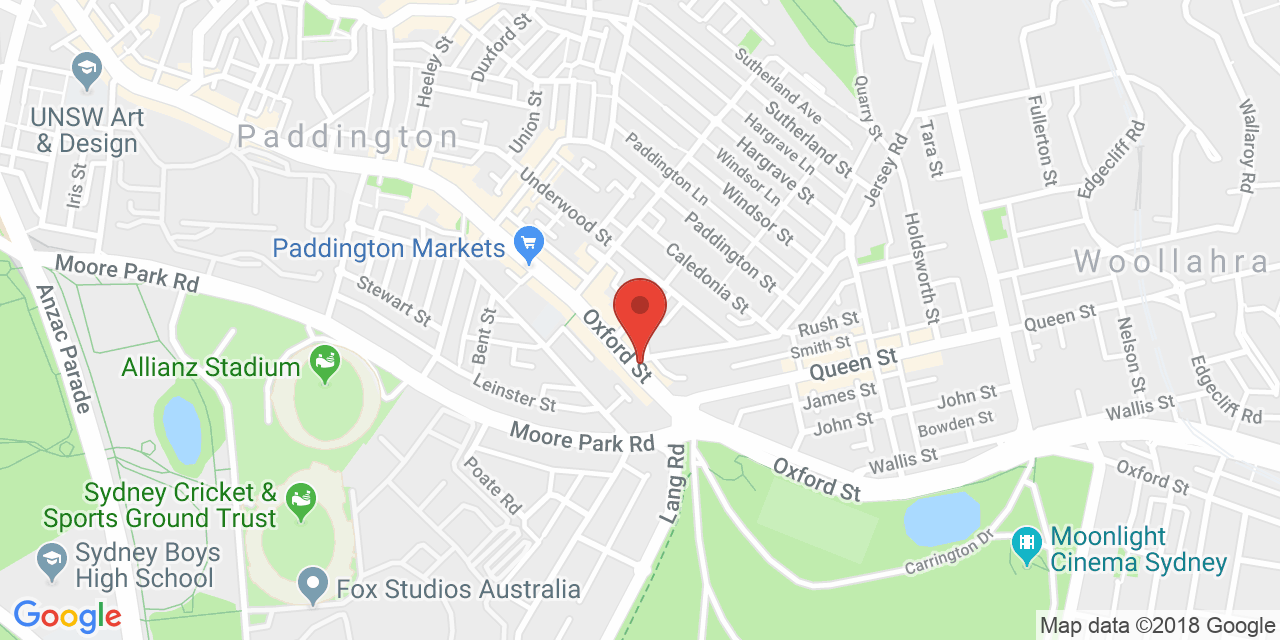 Duxford St
Heeley St
Union St
Sutherland Ave
Quarry St
Sutherland St
Hargrave Ln
Hargrave St
Windsor Ln
Windsor St
UNSW Art
& Design
Paddington
Iris St
Paddington Ln
Underwood St
Jersey Rd
Tara St
Fullerton St
Edgecliff Rd
Wallaroy Rd
Paddington Markets
Paddington St
Caledonia St
Holdsworth St
Woollahra
Moore Park Rd
Stewart St
Anzac Parade
Bent St
Oxford St
Rush St
Smith St
Queen St
Queen St
Nelson St
Allianz Stadium
Leinster St
James St
John St
John St
Bowden St
Wallis St
Edgecliff Rd
Moore Park Rd
Lang Rd
Wallis St
Oxford St
Oxford St
Poate Rd
Sydney Cricket &
Sports Ground Trust
Carrington Dr
Moonlight
Cinema Sydney
Sydney Boys
High School
Fox Studios Australia
Google
Map data ©2018 Google